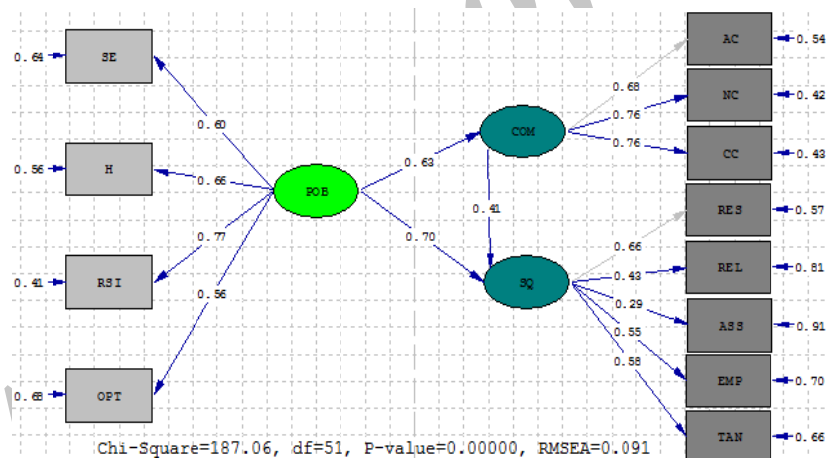 0.64 SE
0.56 H
0.41 RSI
0.68 OPT
0.60
0.66
0.77
0.56
POB
0.63
0.70
COM
0.41
SQ
0.68
0.76
0.76
0.66
0.43
0.29
0.55
0.58
AC 0.54
NC 0.42
CC 0.43
RES 0.57
REL 0.81
ASS 0.91
EMP 0.70
TAN 0.66
Chi-Square=187.06, df=51, P-value=0.00000, RMSEA=0.091